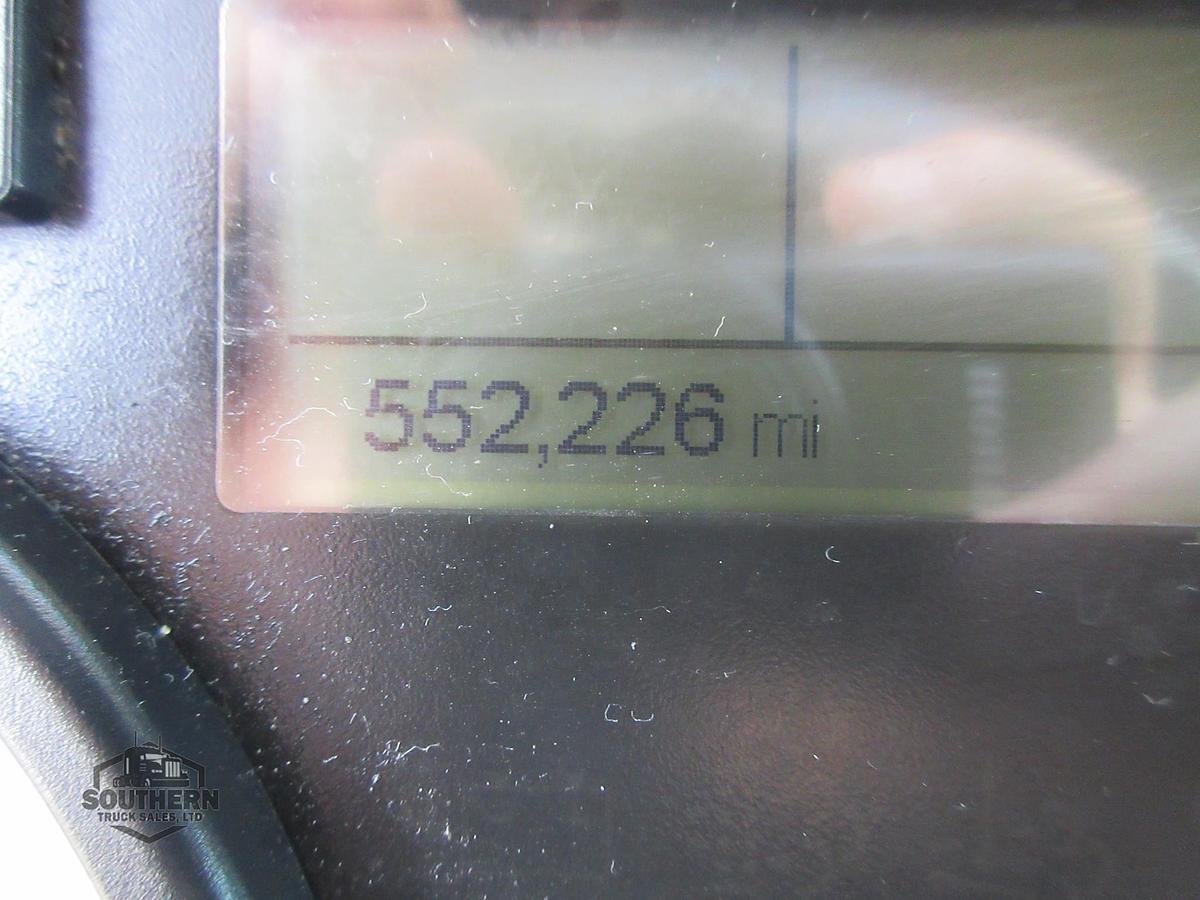 552,226 mi
SOUTHERN
TRUCK SALES, LTD